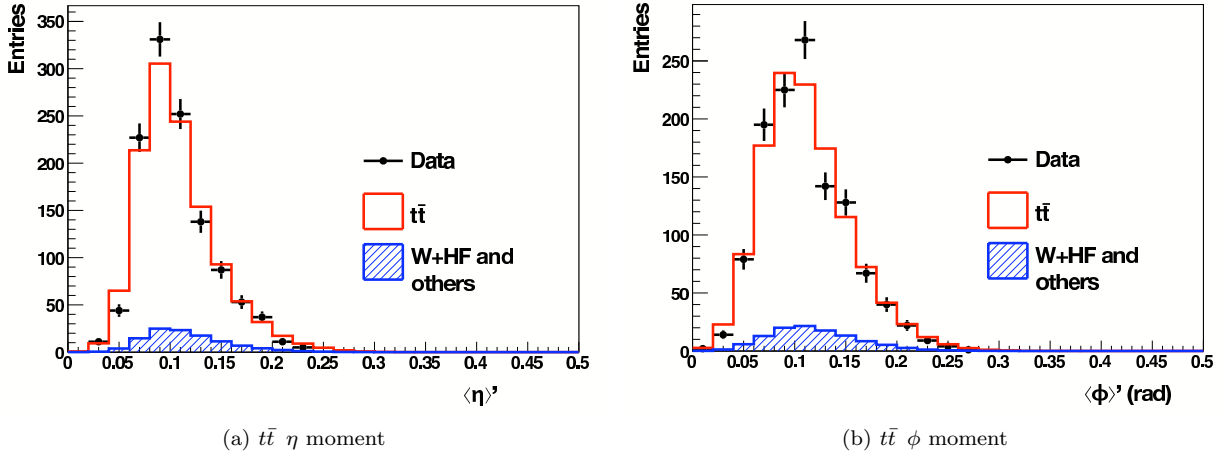 Entries
350
300
250
200
150
100
50
0
0 0.05 0.1 0.15 0.2 0.25 0.3 0.35 0.4 0.45 0.5
⟨η⟩'
Data
tt̄
W+HF and
others
(a) tt̄ η moment
Entries
250
200
150
100
50
0
0 0.05 0.1 0.15 0.2 0.25 0.3 0.35 0.4 0.45 0.5
⟨ϕ⟩' (rad)
Data
tt̄
W+HF and
others
(b) tt̄ ϕ moment